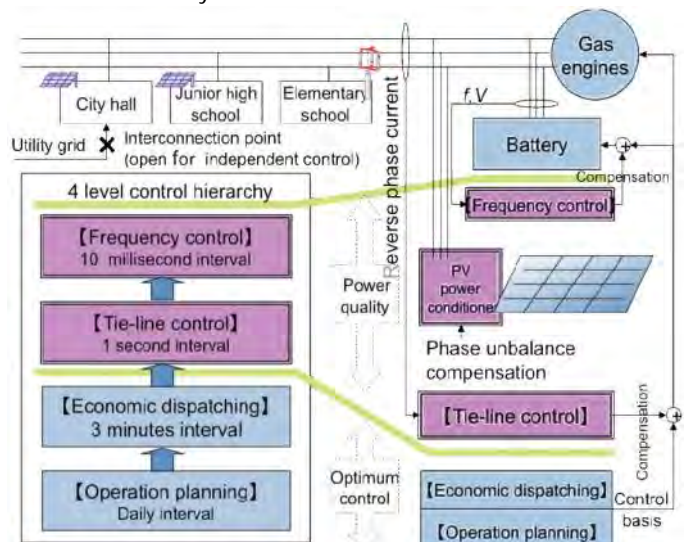 Gas
engines
City hall
Junior high
school
Elementary
school
f, V
Utility grid
Interconnection point
(open for independent control)
Reverse phase current
Battery
Compensation
4 level control hierarchy
【Frequency control】
【Frequency control】
10 millisecond interval
Power
quality
PV
power
conditioner
【Tie-line control】
1 second interval
Phase unbalance
compensation
【Economic dispatching】
3 minutes interval
【Tie-line control】
Compensation
Optimum
control
【Operation planning】
Daily interval
【Economic dispatching】
Control
basis
【Operation planning】